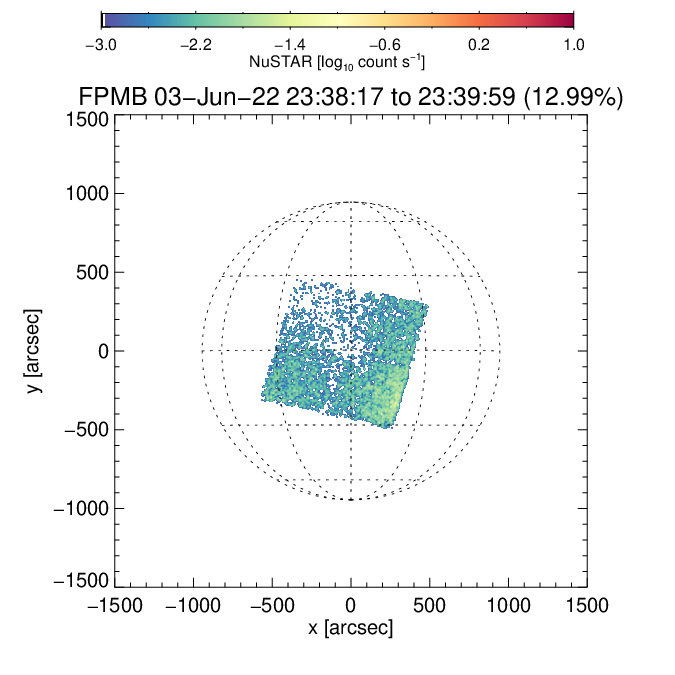 −3.0 −2.2 −1.4 −0.6 0.2 1.0
NuSTAR [log₁₀ count s⁻¹]
FPMB 03−Jun−22 23:38:17 to 23:39:59 (12.99%)
1500
1000
500
0
−500
−1000
−1500
y [arcsec]
−1500 −1000 −500 0 500 1000 1500
x [arcsec]